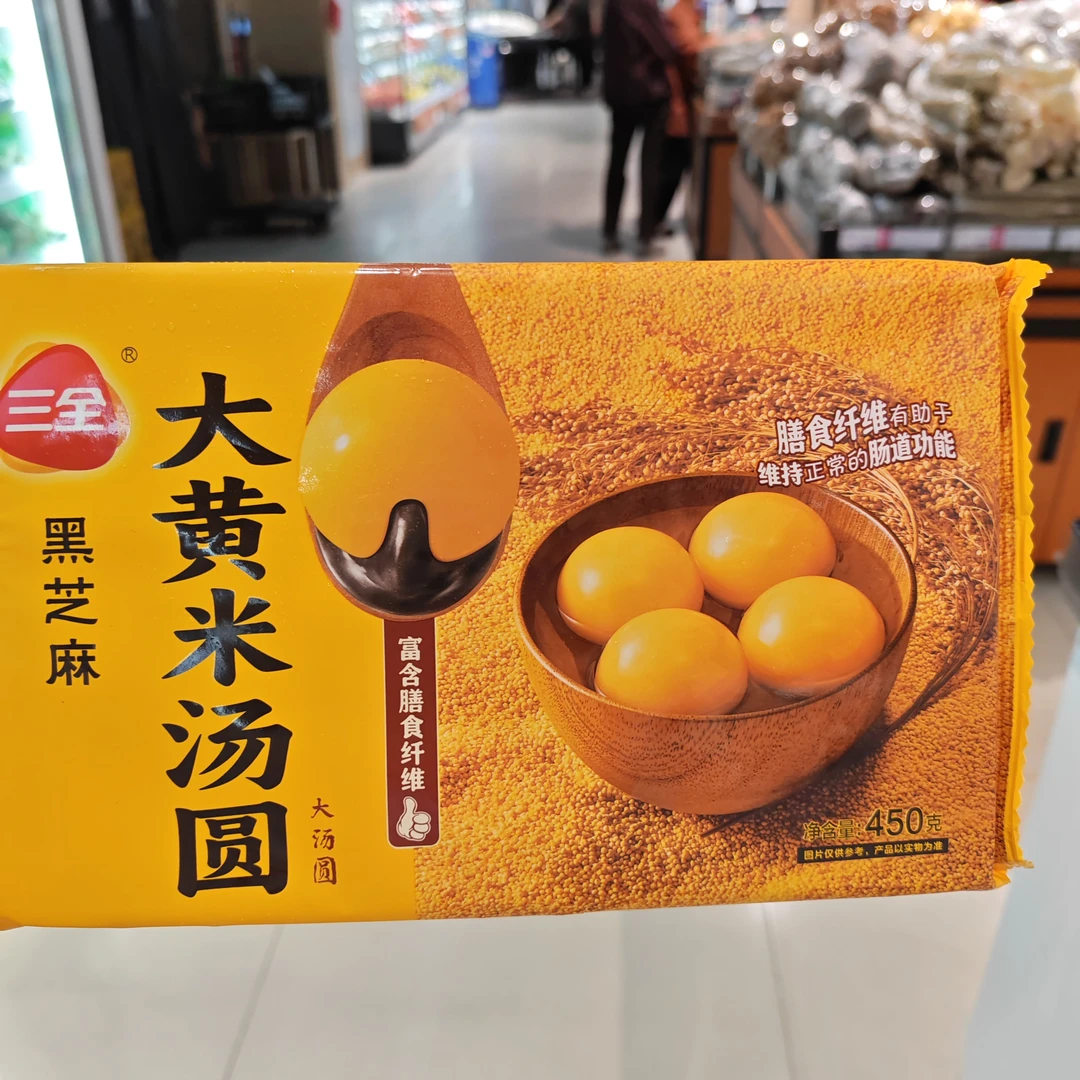 三全
®
黑芝麻
大黄米汤圆
大汤圆
富含膳食纤维
膳食纤维有助于
维持正常的肠道功能
净含量:450克
图片仅供参考,产品以实物为准